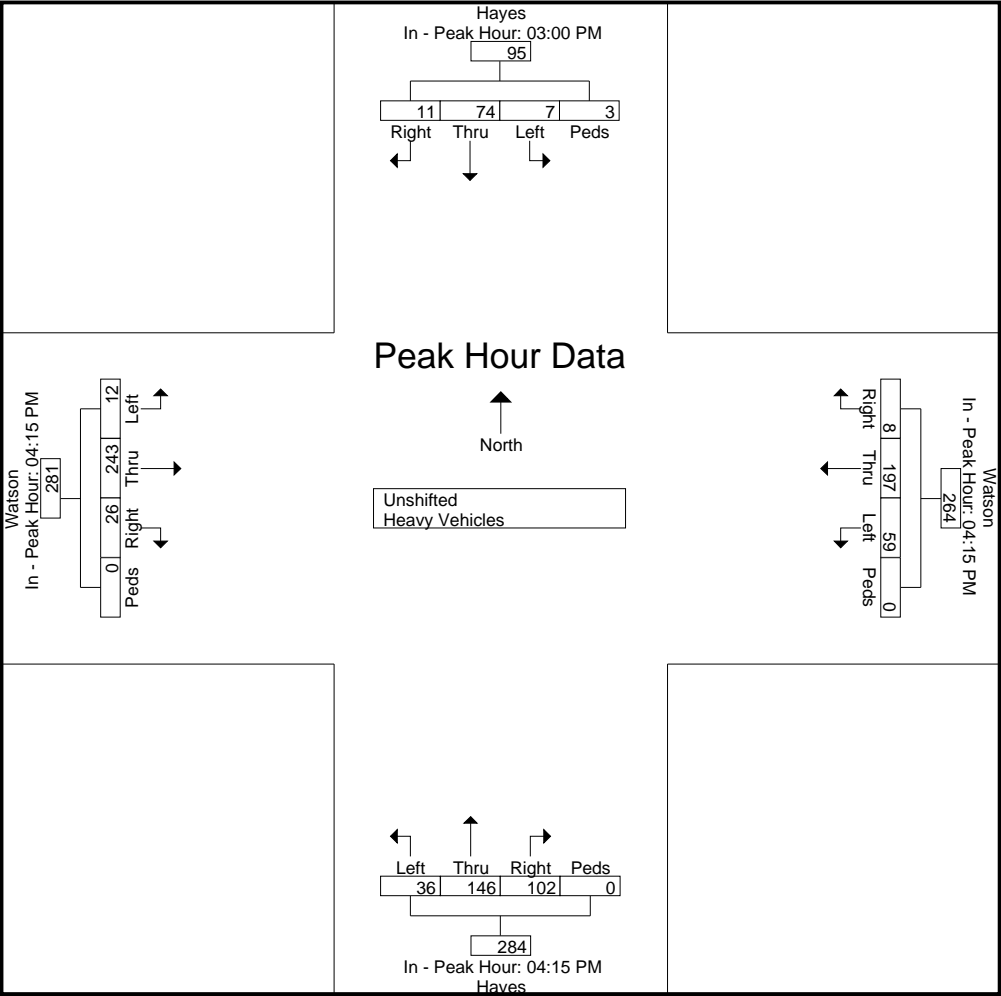 Hayes
In - Peak Hour: 03:00 PM
95
11 74 7 3
Right Thru Left Peds
Peak Hour Data
North
Unshifted
Heavy Vehicles
Watson
In - Peak Hour: 04:15 PM
281
12 243 26 0
Left Thru Right Peds
Watson
In - Peak Hour: 04:15 PM
264
8 197 59 0
Right Thru Left Peds
Left Thru Right Peds
36 146 102 0
284
In - Peak Hour: 04:15 PM
Hayes